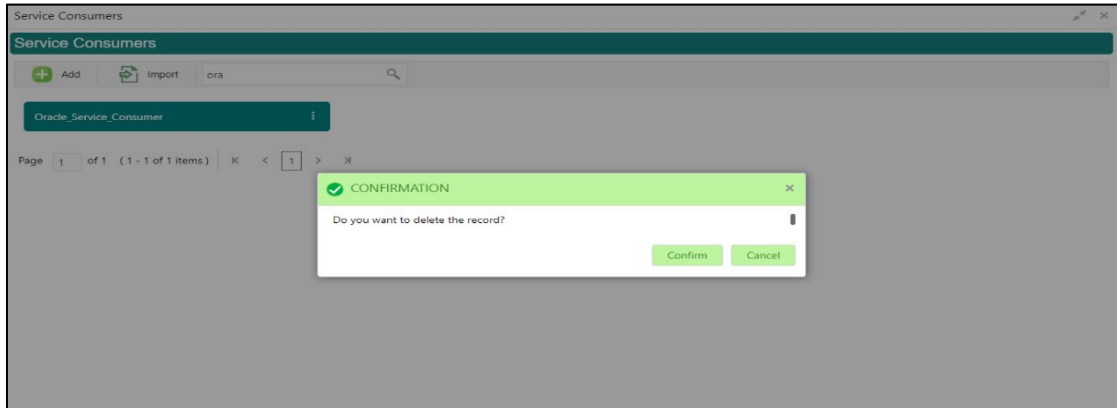 Service Consumers
Service Consumers
Add Import ora
Oracle_Service_Consumer
Page 1 of 1 (1 - 1 of 1 items) K < 1 > >|
CONFIRMATION
Do you want to delete the record?
Confirm Cancel